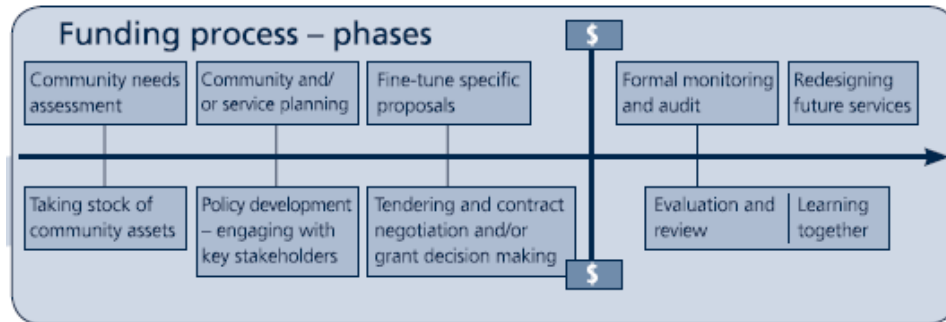 Funding process – phases
$
Community needs
assessment
Community and/
or service planning
Fine-tune specific
proposals
Formal monitoring
and audit
Redesigning
future services
Taking stock of
community assets
Policy development
– engaging with
key stakeholders
Tendering and contract
negotiation and/or
grant decision making
Evaluation and
review
Learning
together
$